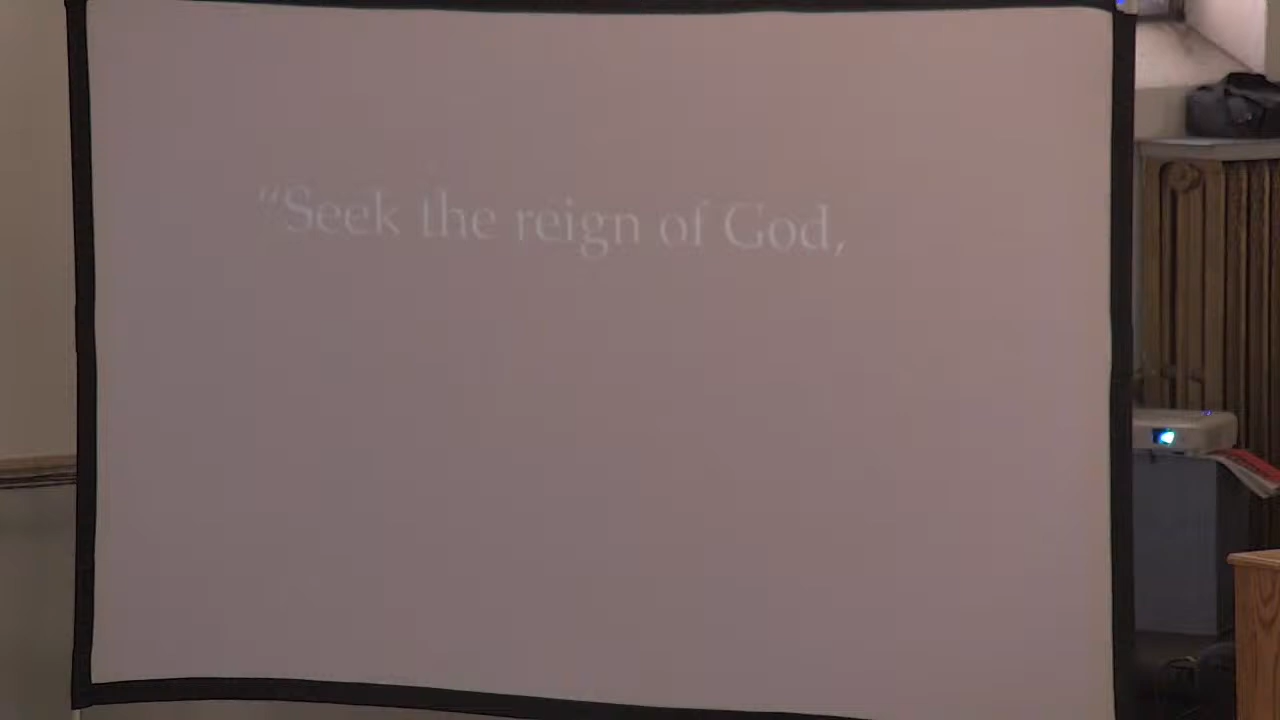 “Seek the reign of God,